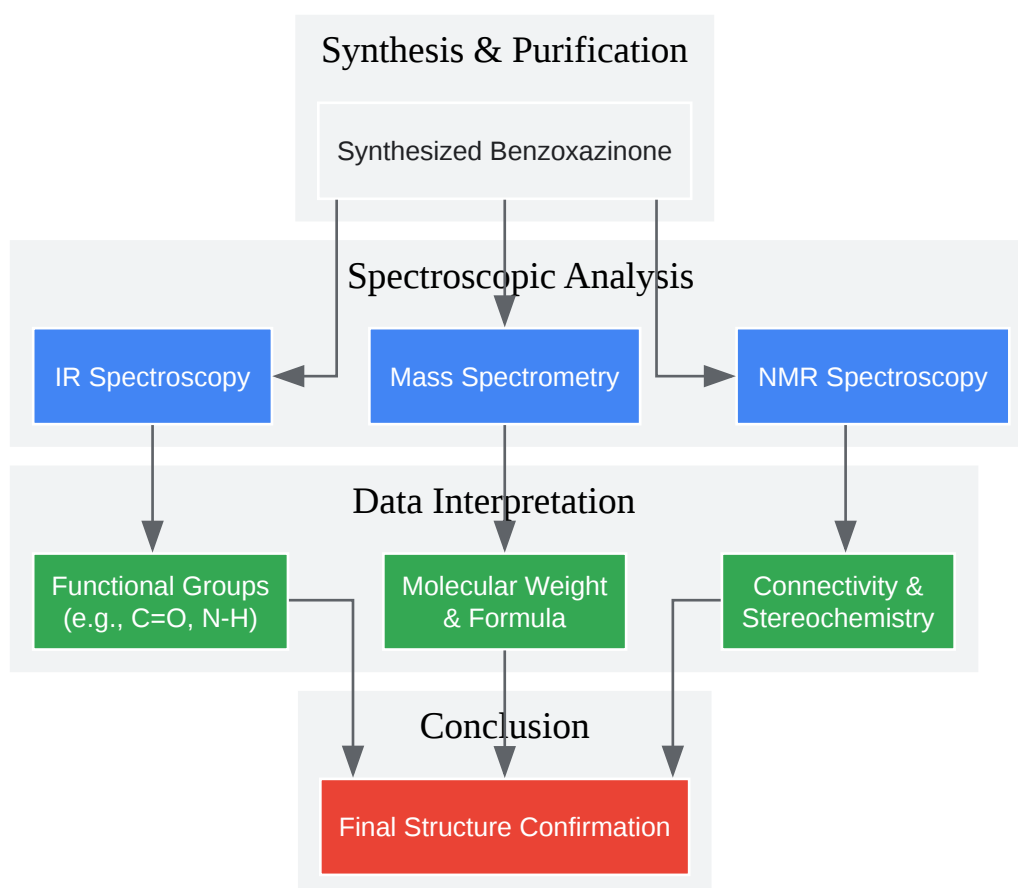 Synthesis & Purification
Synthesized Benzoxazinone
Spectroscopic Analysis
IR Spectroscopy
Mass Spectrometry
NMR Spectroscopy
Data Interpretation
Functional Groups
(e.g., C=O, N-H)
Molecular Weight
& Formula
Connectivity &
Stereochemistry
Conclusion
Final Structure Confirmation